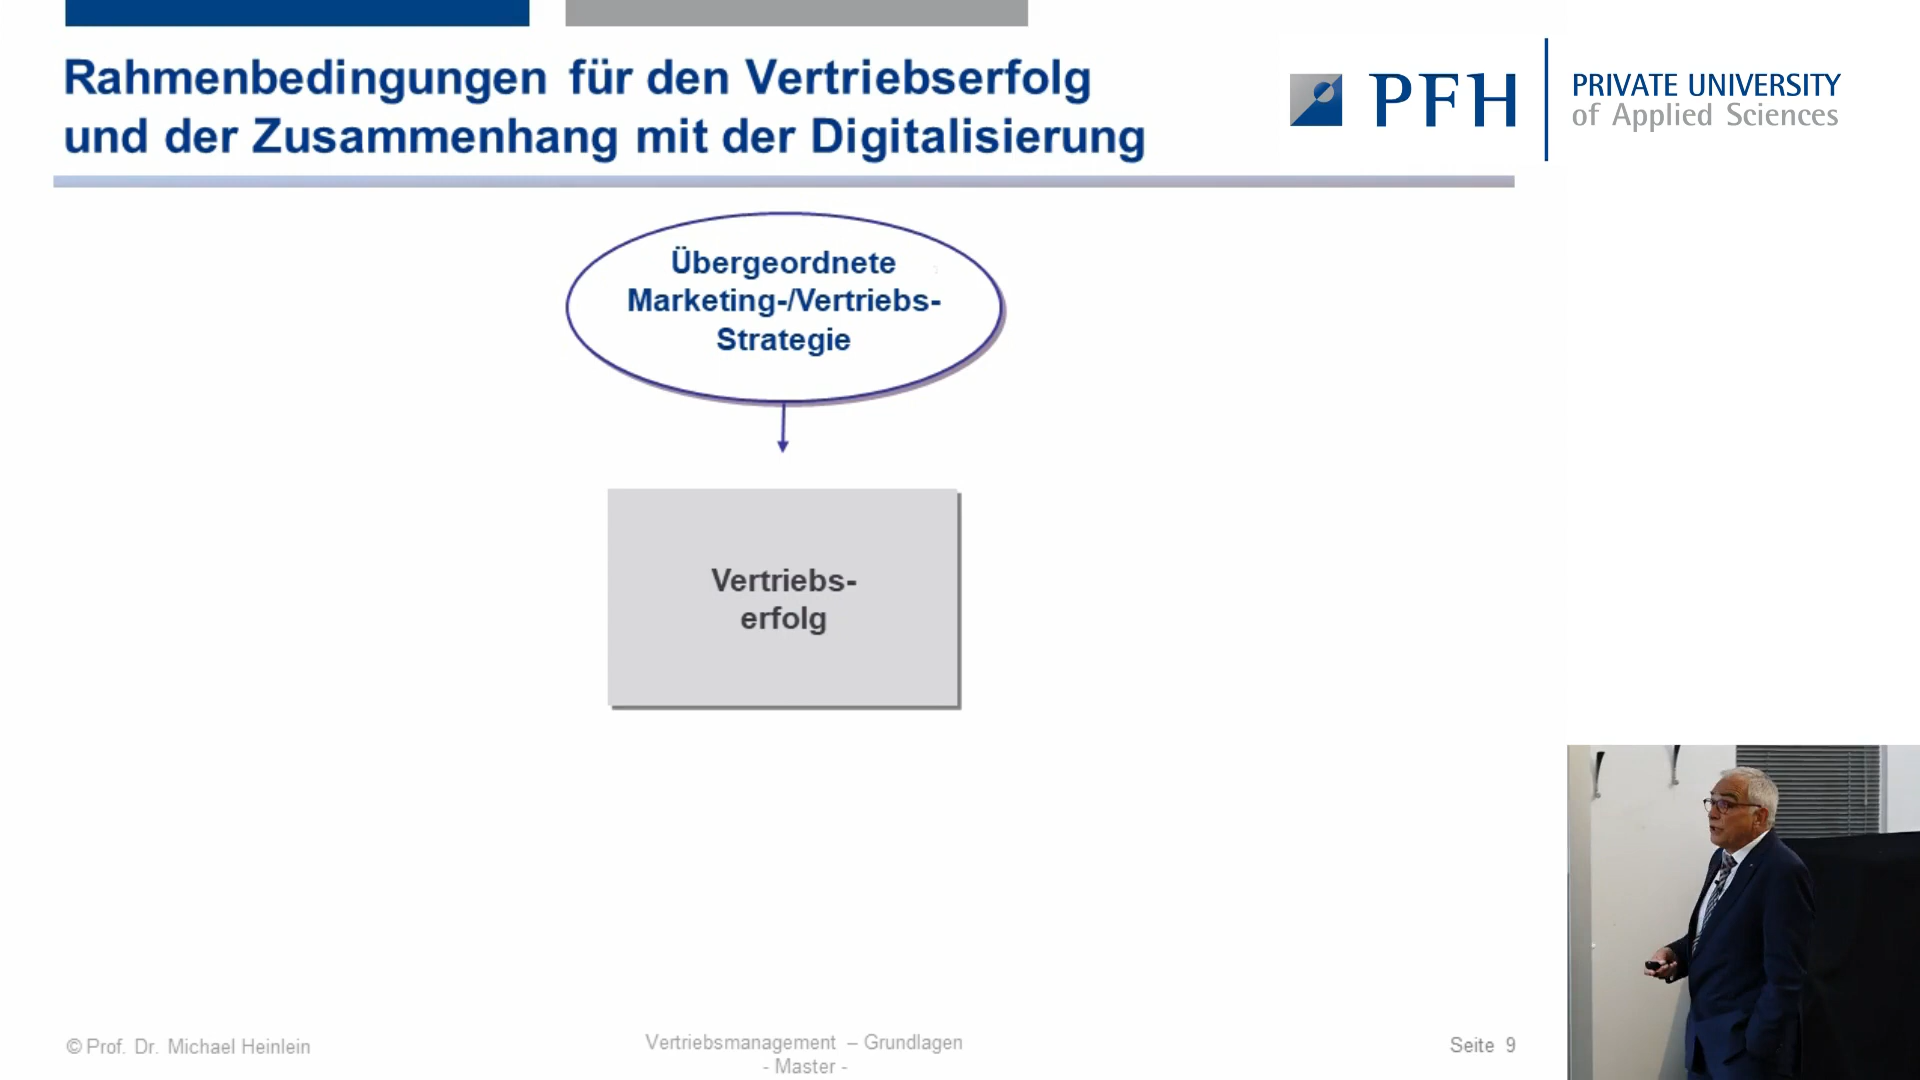 Rahmenbedingungen für den Vertriebserfolg
und der Zusammenhang mit der Digitalisierung
PFH
PRIVATE UNIVERSITY
of Applied Sciences
Übergeordnete
Marketing-/Vertriebs-
Strategie
Vertriebs-
erfolg
© Prof. Dr. Michael Heinlein
Vertriebsmanagement – Grundlagen
- Master -
Seite 9